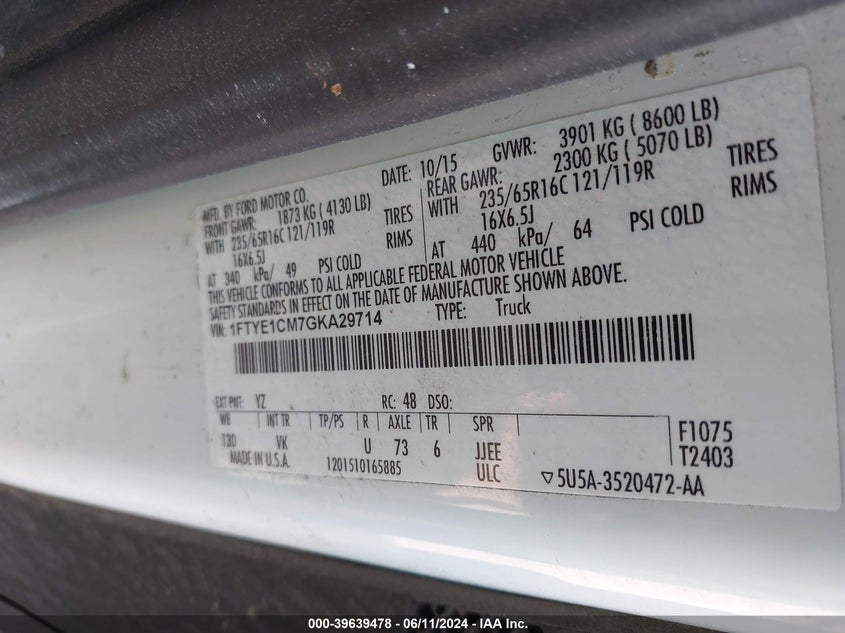 MFD. BY FORD MOTOR CO.
DATE: 10/15
GVWR: 3901 KG ( 8600 LB)
FRONT GAWR: 1873 KG ( 4130 LB)
REAR GAWR: 2300 KG ( 5070 LB)
WITH 235/65R16C 121/119R TIRES
WITH 235/65R16C 121/119R TIRES
16X6.5J RIMS
16X6.5J RIMS
AT 340 kPa/ 49 PSI COLD
AT 440 kPa/ 64 PSI COLD
THIS VEHICLE CONFORMS TO ALL APPLICABLE FEDERAL MOTOR VEHICLE
SAFETY STANDARDS IN EFFECT ON THE DATE OF MANUFACTURE SHOWN ABOVE.
VIN: 1FTYE1CM7GKA29714 TYPE: Truck
EXT PNT: YZ RC: 48 DSO:
WB INT TR TP/PS R AXLE TR SPR
130 VK U 73 6 JJEE
F1075
MADE IN U.S.A. 1201510165885 ULC
T2403
▽5U5A-3520472-AA
000-39639478 - 06/11/2024 - IAA Inc.